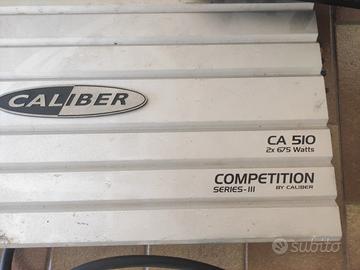 CALIBER
CA 510
2x 675 Watts
COMPETITION
SERIES-III BY CALIBER
subito